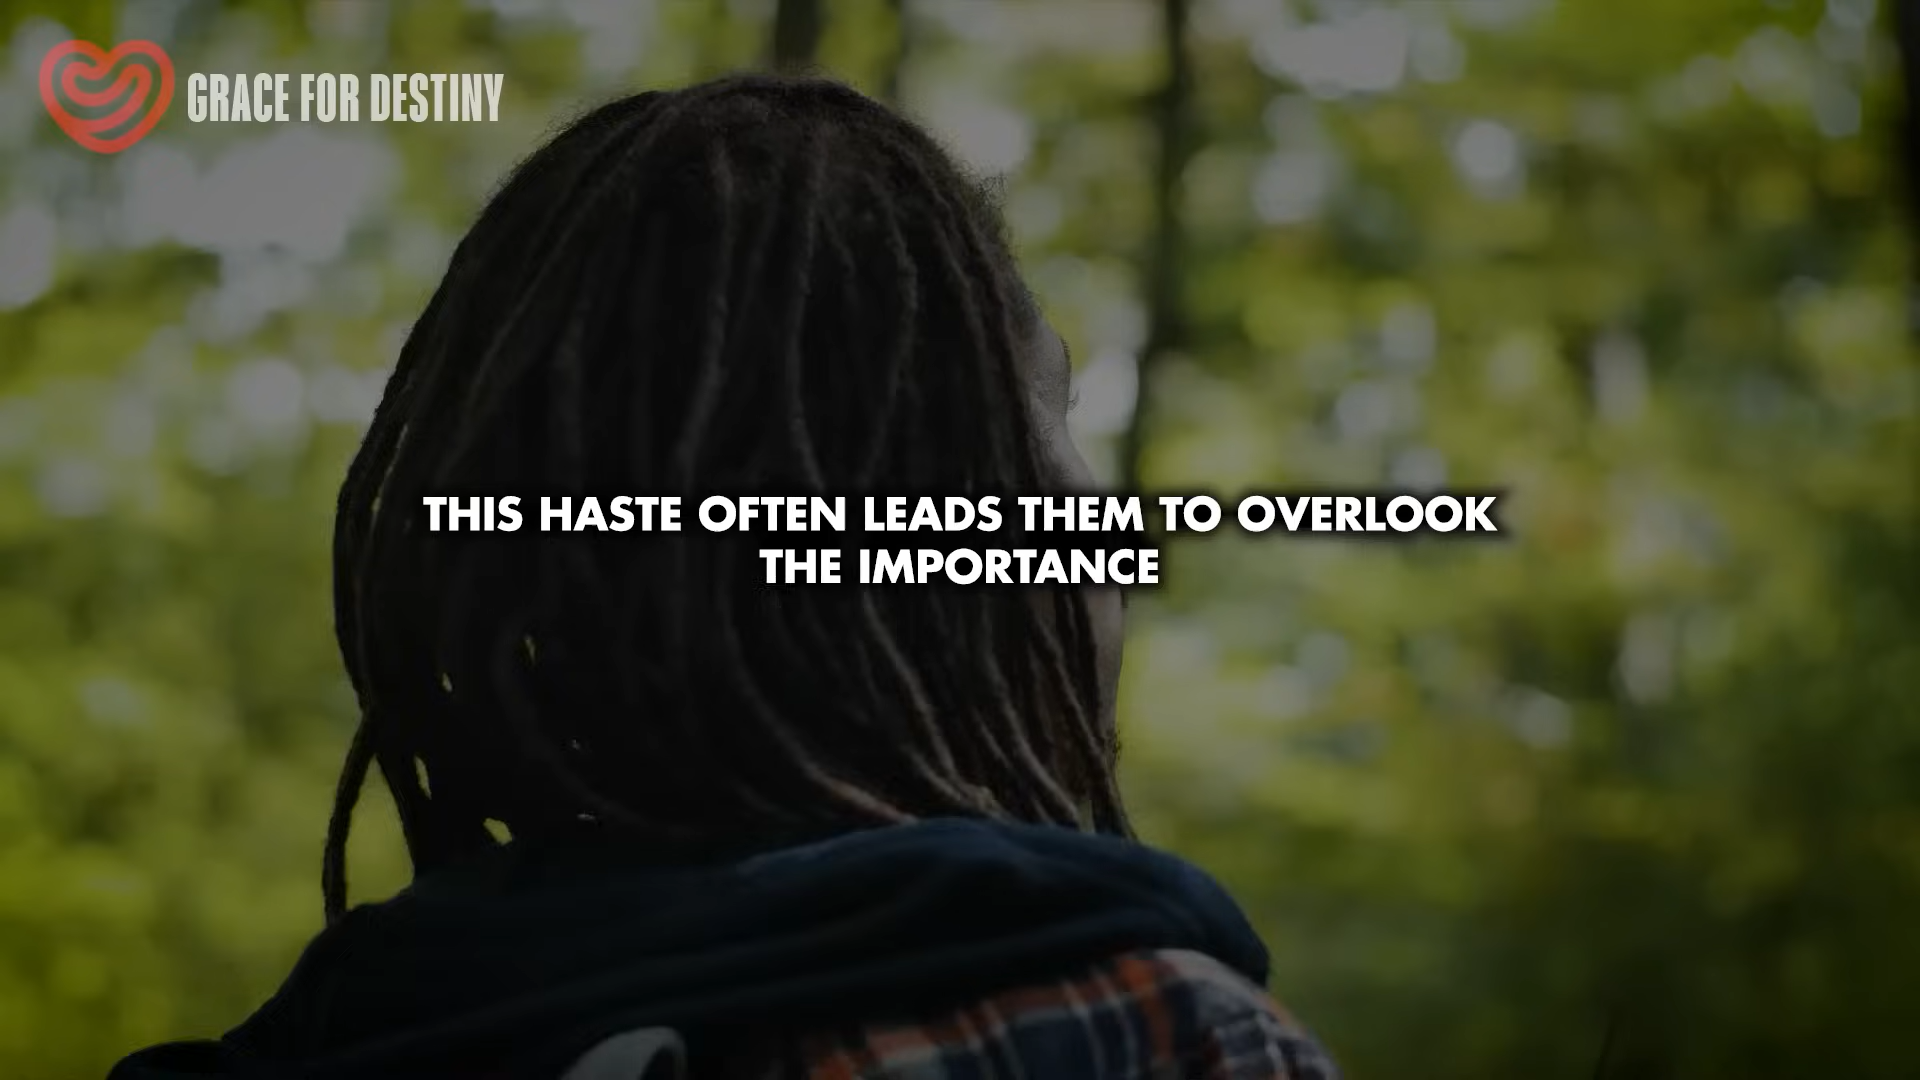 GRACE FOR DESTINY
THIS HASTE OFTEN LEADS THEM TO OVERLOOK
THE IMPORTANCE